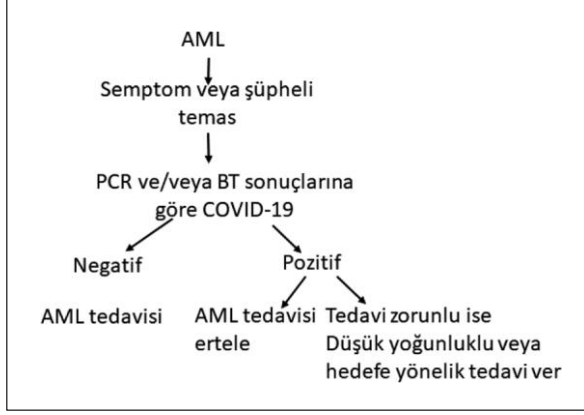 AML
Semptom veya şüpheli
temas
PCR ve/veya BT sonuçlarına
göre COVID-19
Negatif
Pozitif
AML tedavisi
AML tedavisi
ertele
Tedavi zorunlu ise
Düşük yoğunluklu veya
hedefe yönelik tedavi ver